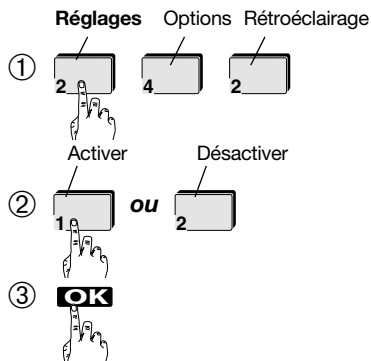 Réglages Options Rétroéclairage
① 2 4 2
Activer Désactiver
② 1 ou 2
③ OK